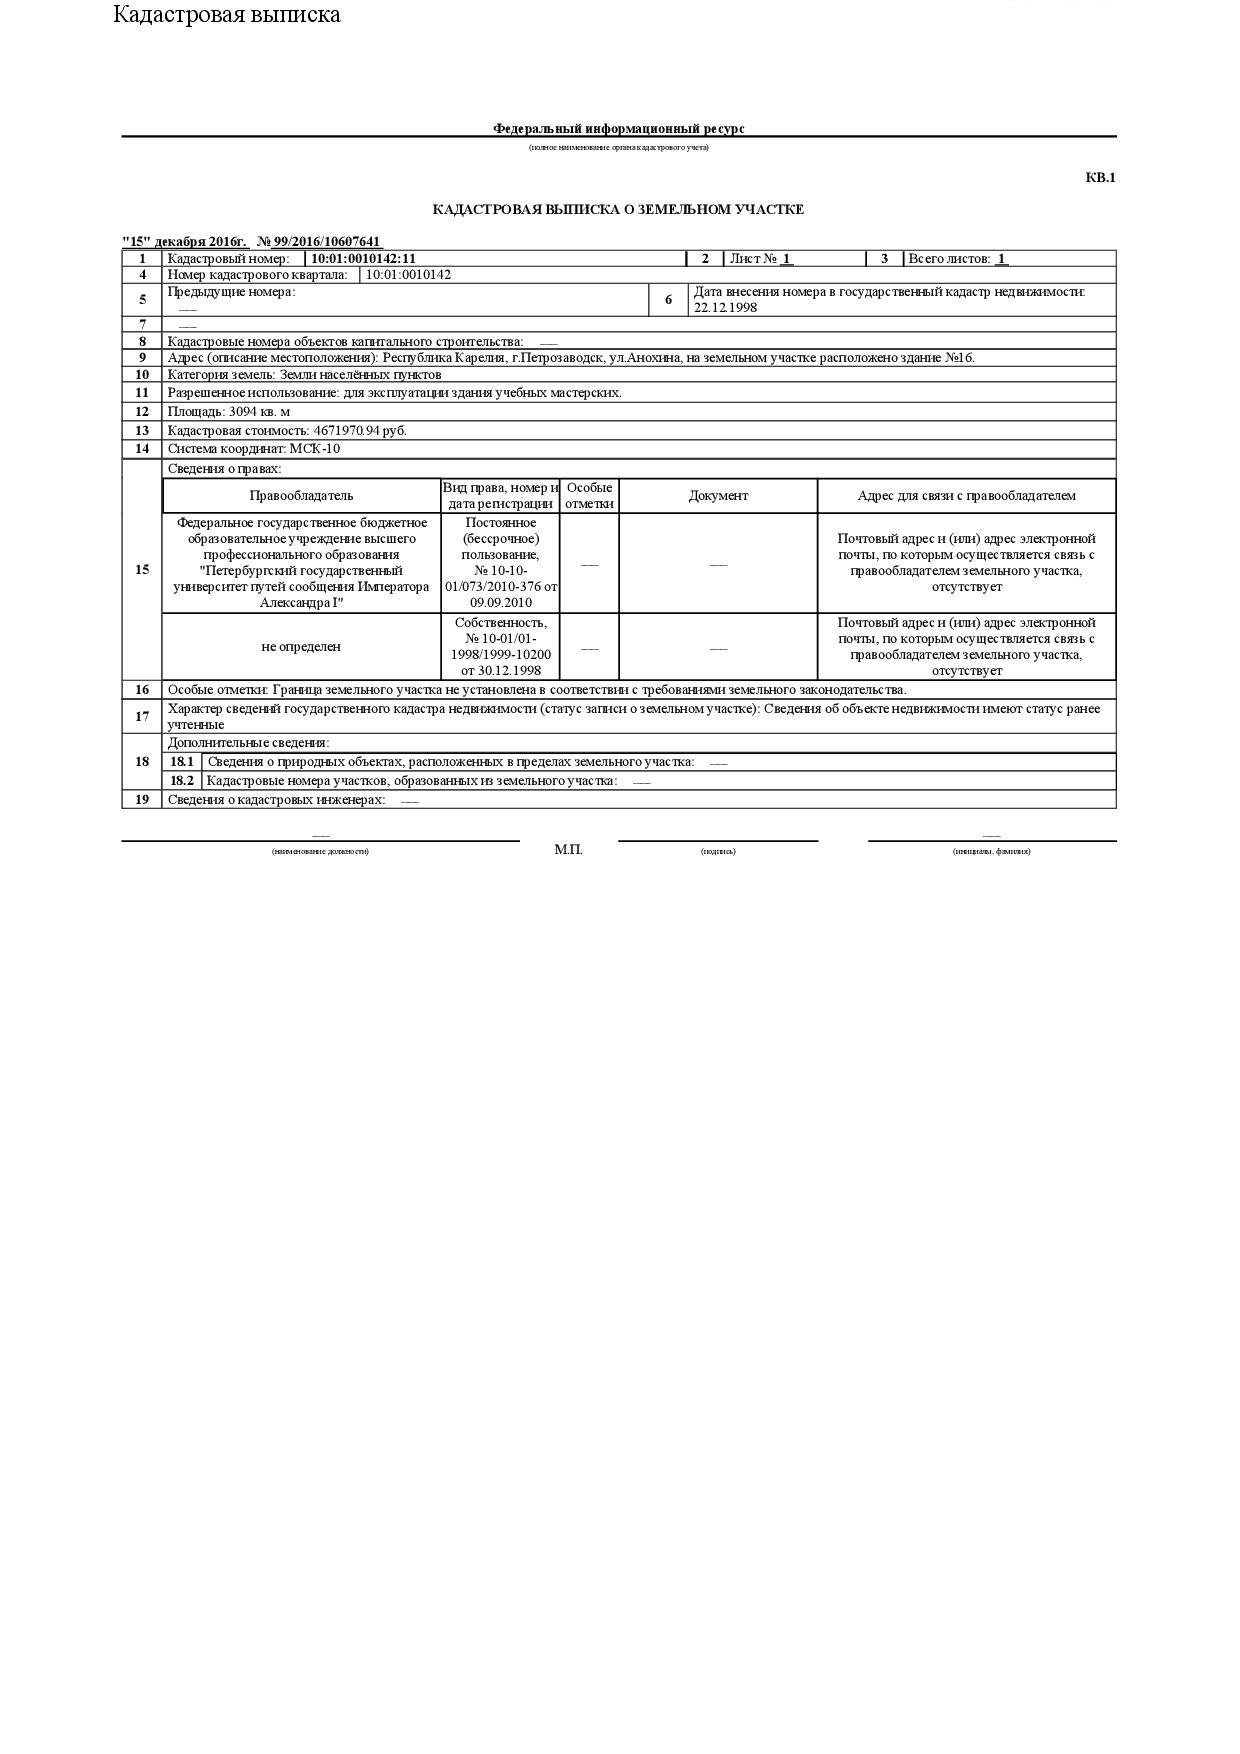 Кадастровая выписка
Федеральный информационный ресурс
(полное наименование органа кадастрового учета)
КВ.1
КАДАСТРОВАЯ ВЫПИСКА О ЗЕМЕЛЬНОМ УЧАСТКЕ
"15" декабря 2016г. № 99/2016/10607641
1 Кадастровый номер: 10:01:0010142:11 2 Лист № 1 3 Всего листов: 1
4 Номер кадастрового квартала: 10:01:0010142
5 Предыдущие номера: ___ 6 Дата внесения номера в государственный кадастр недвижимости:
22.12.1998
7 ___
8 Кадастровые номера объектов капитального строительства: ___
9 Адрес (описание местоположения): Республика Карелия, г.Петрозаводск, ул.Анохина, на земельном участке расположено здание №16.
10 Категория земель: Земли населённых пунктов
11 Разрешенное использование: для эксплуатации здания учебных мастерских.
12 Площадь: 3094 кв. м
13 Кадастровая стоимость: 4671970.94 руб.
14 Система координат: МСК-10
15 Сведения о правах:
Правообладатель
Вид права, номер и
дата регистрации
Особые
отметки
Документ
Адрес для связи с правообладателем
15
Федеральное государственное бюджетное
образовательное учреждение высшего
профессионального образования
"Петербургский государственный
университет путей сообщения Императора
Александра I"
Постоянное
(бессрочное)
пользование,
№ 10-10-
01/073/2010-376 от
09.09.2010
___
___
Почтовый адрес и (или) адрес электронной
почты, по которым осуществляется связь с
правообладателем земельного участка,
отсутствует
не определен
Собственность,
№ 10-01/01-
1998/1999-10200
от 30.12.1998
___
___
Почтовый адрес и (или) адрес электронной
почты, по которым осуществляется связь с
правообладателем земельного участка,
отсутствует
16 Особые отметки: Граница земельного участка не установлена в соответствии с требованиями земельного законодательства.
17 Характер сведений государственного кадастра недвижимости (статус записи о земельном участке): Сведения об объекте недвижимости имеют статус ранее
учтенные
18 Дополнительные сведения:
18.1 Сведения о природных объектах, расположенных в пределах земельного участка: ___
18.2 Кадастровые номера участков, образованных из земельного участка: ___
19 Сведения о кадастровых инженерах: ___
___ ___
(наименование должности) М.П. (подпись) (инициалы, фамилия)